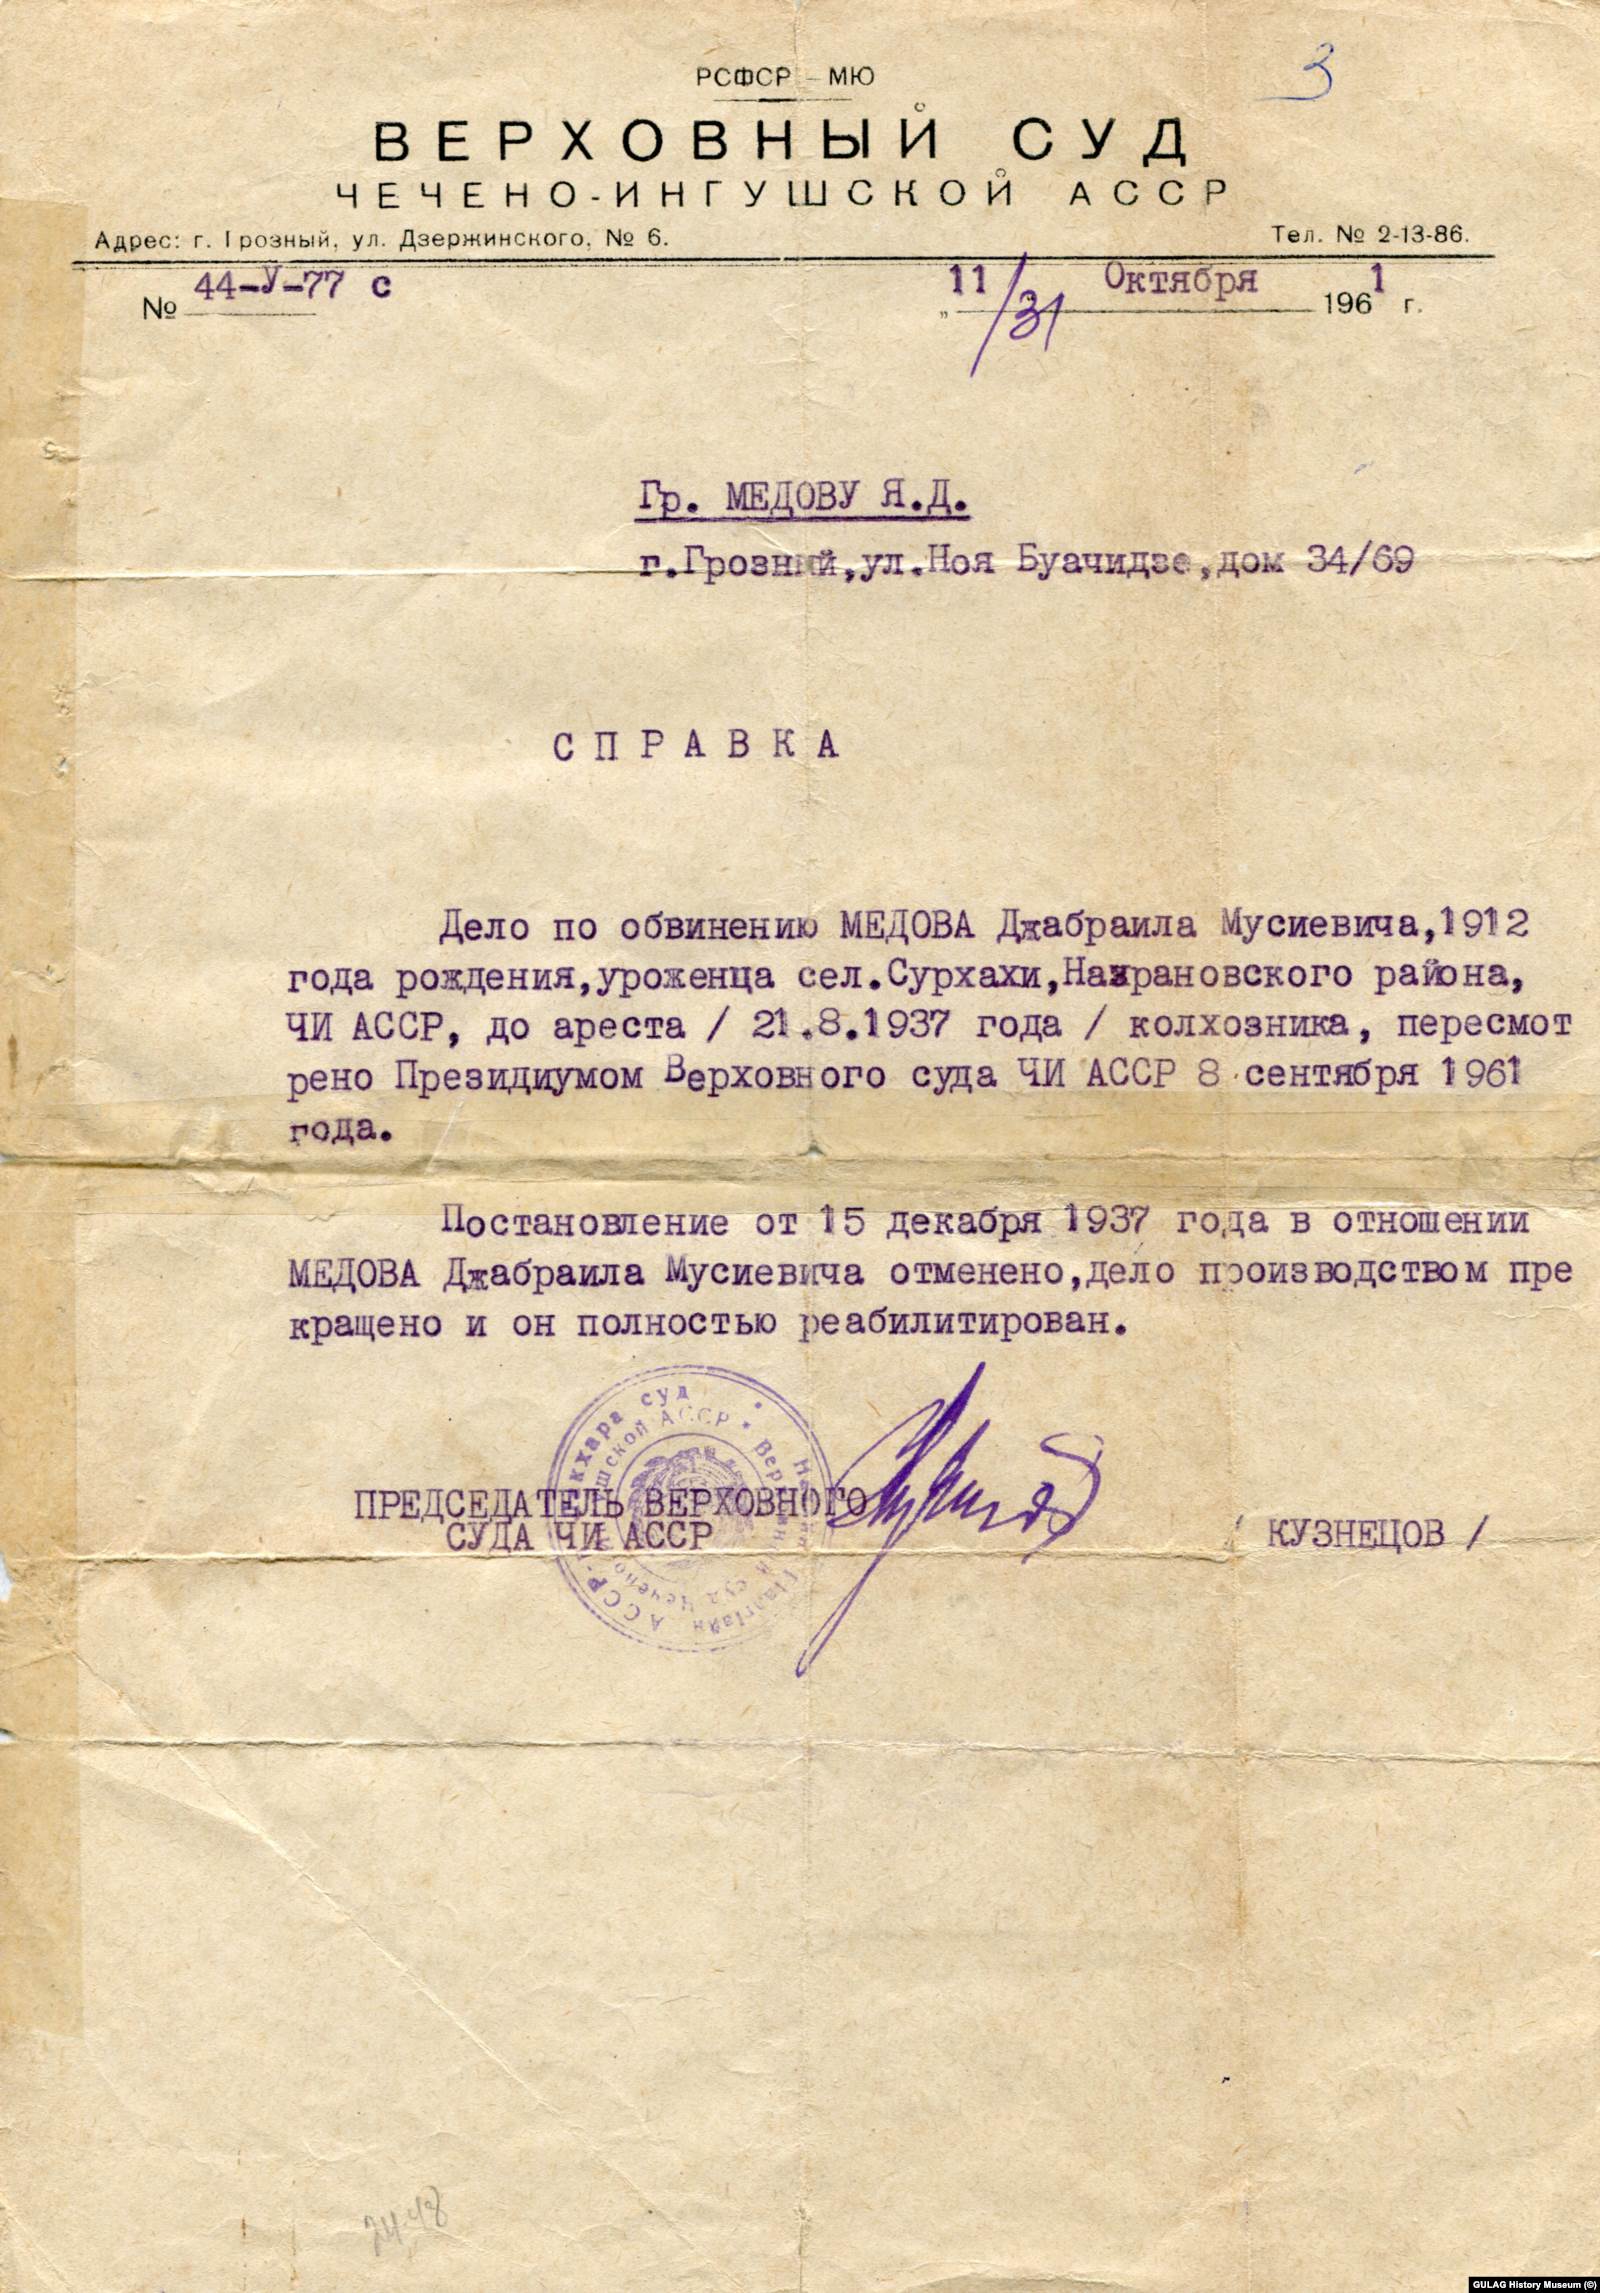 3
РСФСР – МЮ
ВЕРХОВНЫЙ СУД
ЧЕЧЕНО-ИНГУШСКОЙ АССР
Адрес: г. Грозный, ул. Дзержинского, № 6.
Тел. № 2-13-86.
№ 44-У-77 с
„ 11/31 Октября 1961 г.
Гр. МЕДОВУ Я.Д.
г.Грозный,ул.Ноя Буачидзе,дом 34/69
СПРАВКА
Дело по обвинению МЕДОВА Джабраила Мусиевича,1912
года рождения,уроженца сел.Сурхахи,Назрановского района,
ЧИ АССР, до ареста / 21.8.1937 года / колхозника, пересмот
рено Президиумом Верховного суда ЧИ АССР 8 сентября 1961
года.
Постановление от 15 декабря 1937 года в отношении
МЕДОВА Джабраила Мусиевича отменено,дело производством пре
кращено и он полностью реабилитирован.
ПРЕДСЕДАТЕЛЬ ВЕРХОВНОГО
СУДА ЧИ АССР
/ КУЗНЕЦОВ /
GULAG History Museum (©)